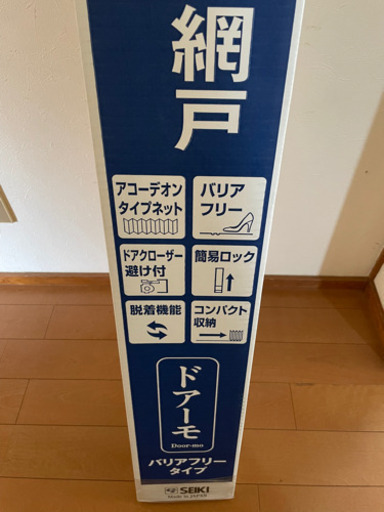 網戸
アコーデオン
タイプネット
バリア
フリー
ドアクローザー
避け付
簡易ロック
脱着機能
コンパクト
収納
ドアーモ
Door-mo
バリアフリー
タイプ
SEIKI
Made in JAPAN